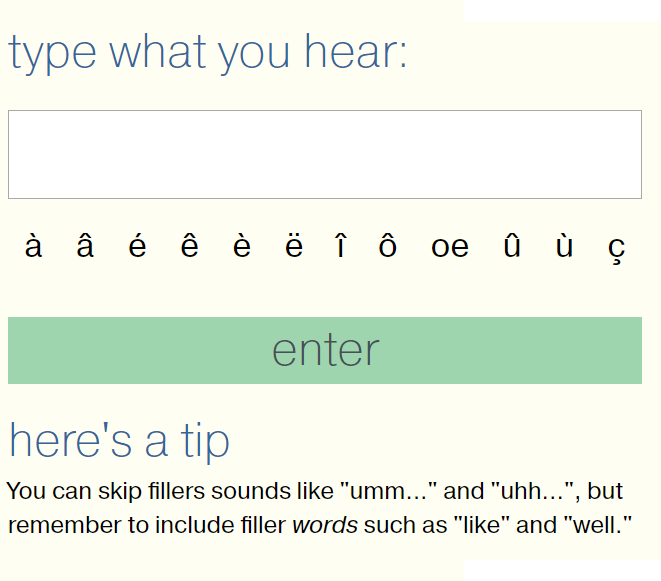 type what you hear:
à â é ê è ë î ô oe û ù ç
enter
here's a tip
You can skip fillers sounds like "umm..." and "uhh...", but
remember to include filler words such as "like" and "well."